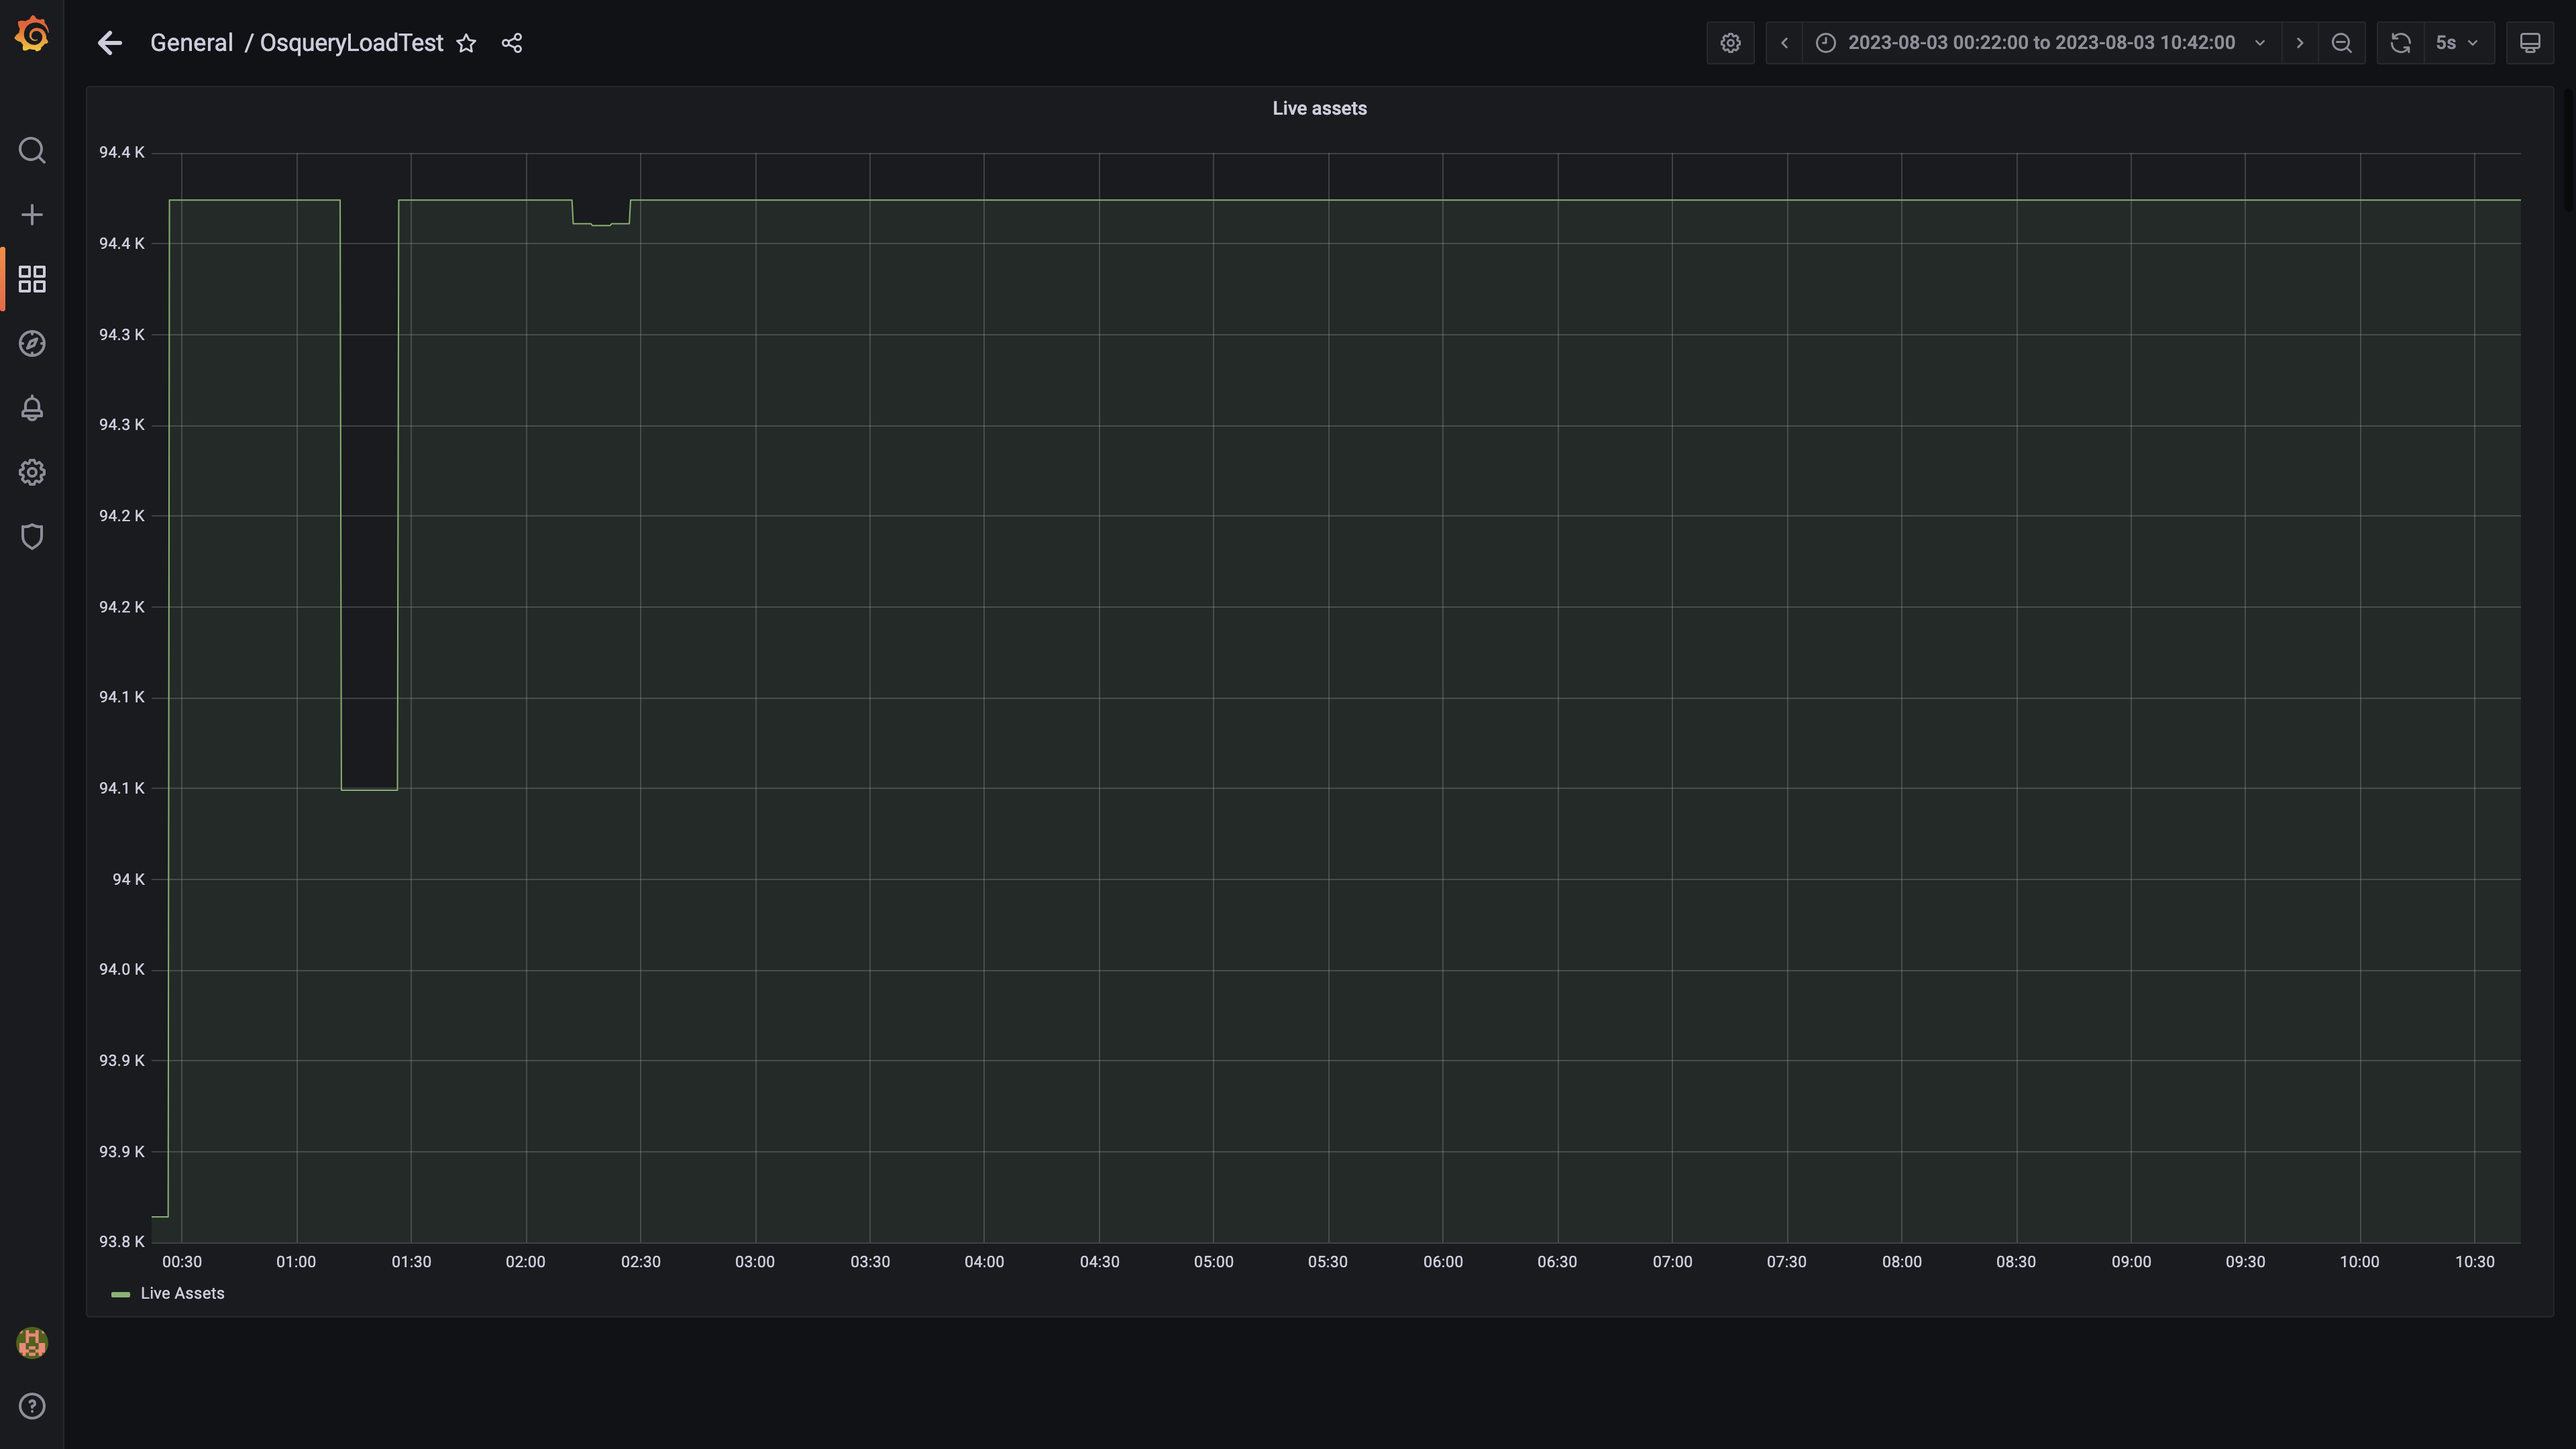 General / OsqueryLoadTest
2023-08-03 00:22:00 to 2023-08-03 10:42:00
5s
Live assets
94.4 K
94.4 K
94.3 K
94.3 K
94.2 K
94.2 K
94.1 K
94.1 K
94 K
94.0 K
93.9 K
93.9 K
93.8 K
00:30 01:00 01:30 02:00 02:30 03:00 03:30 04:00 04:30 05:00 05:30 06:00 06:30 07:00 07:30 08:00 08:30 09:00 09:30 10:00 10:30
Live Assets